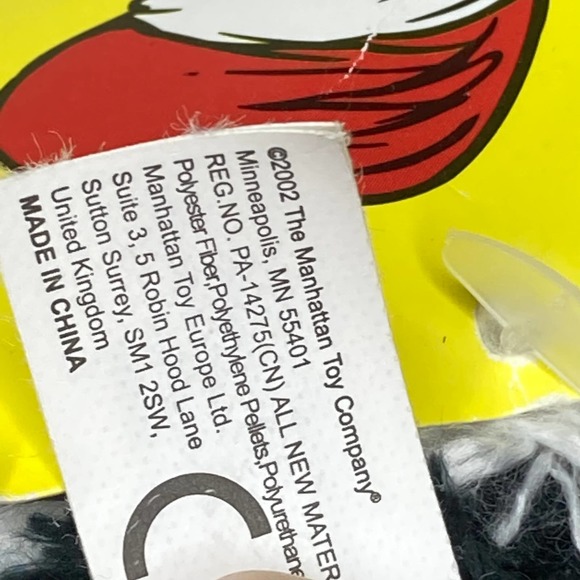 ©2002 The Manhattan Toy Company®
Minneapolis, MN 55401
REG.NO. PA-14275(CN) ALL NEW MATER
Polyester Fiber,Polyethylene Pellets,Polyurethane
Manhattan Toy Europe Ltd.
Suite 3, 5 Robin Hood Lane
Sutton Surrey, SM1 2SW,
United Kingdom
MADE IN CHINA